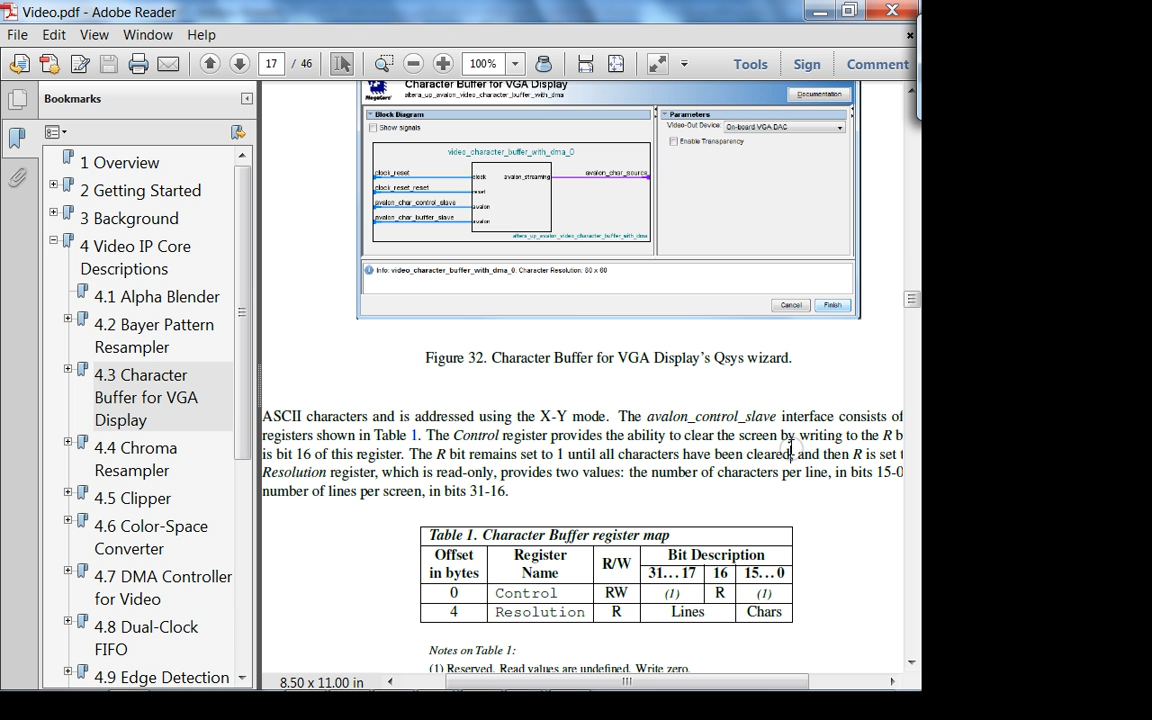 Video.pdf - Adobe Reader
File Edit View Window Help
17 / 46 100% Tools Sign Comment
Bookmarks
1 Overview
2 Getting Started
3 Background
4 Video IP Core
Descriptions
4.1 Alpha Blender
4.2 Bayer Pattern
Resampler
4.3 Character
Buffer for VGA
Display
4.4 Chroma
Resampler
4.5 Clipper
4.6 Color-Space
Converter
4.7 DMA Controller
for Video
4.8 Dual-Clock
FIFO
4.9 Edge Detection
Character Buffer for VGA Display
altera_up_avalon_video_character_buffer_with_dma
MegaCore
Documentation
Block Diagram
Show signals
video_character_buffer_with_dma_0
clock_reset clock avalon_streaming avalon_char_source
clock_reset_reset reset
avalon_char_control_slave avalon
avalon_char_buffer_slave avalon
altera_up_avalon_video_character_buffer_with_dma
Parameters
Video-Out Device: On-board VGA DAC
Enable Transparency
Info: video_character_buffer_with_dma_0: Character Resolution: 80 x 60
Cancel Finish
Figure 32. Character Buffer for VGA Display's Qsys wizard.
ASCII characters and is addressed using the X-Y mode. The avalon_control_slave interface consists of
registers shown in Table 1. The Control register provides the ability to clear the screen by writing to the R b
is bit 16 of this register. The R bit remains set to 1 until all characters have been cleared, and then R is set t
Resolution register, which is read-only, provides two values: the number of characters per line, in bits 15-0
number of lines per screen, in bits 31-16.
Table 1. Character Buffer register map
Offset Register R/W Bit Description
in bytes Name 31...17 16 15...0
0 Control RW (1) R (1)
4 Resolution R Lines Chars
Notes on Table 1:
(1) Reserved. Read values are undefined. Write zero.
8.50 x 11.00 in